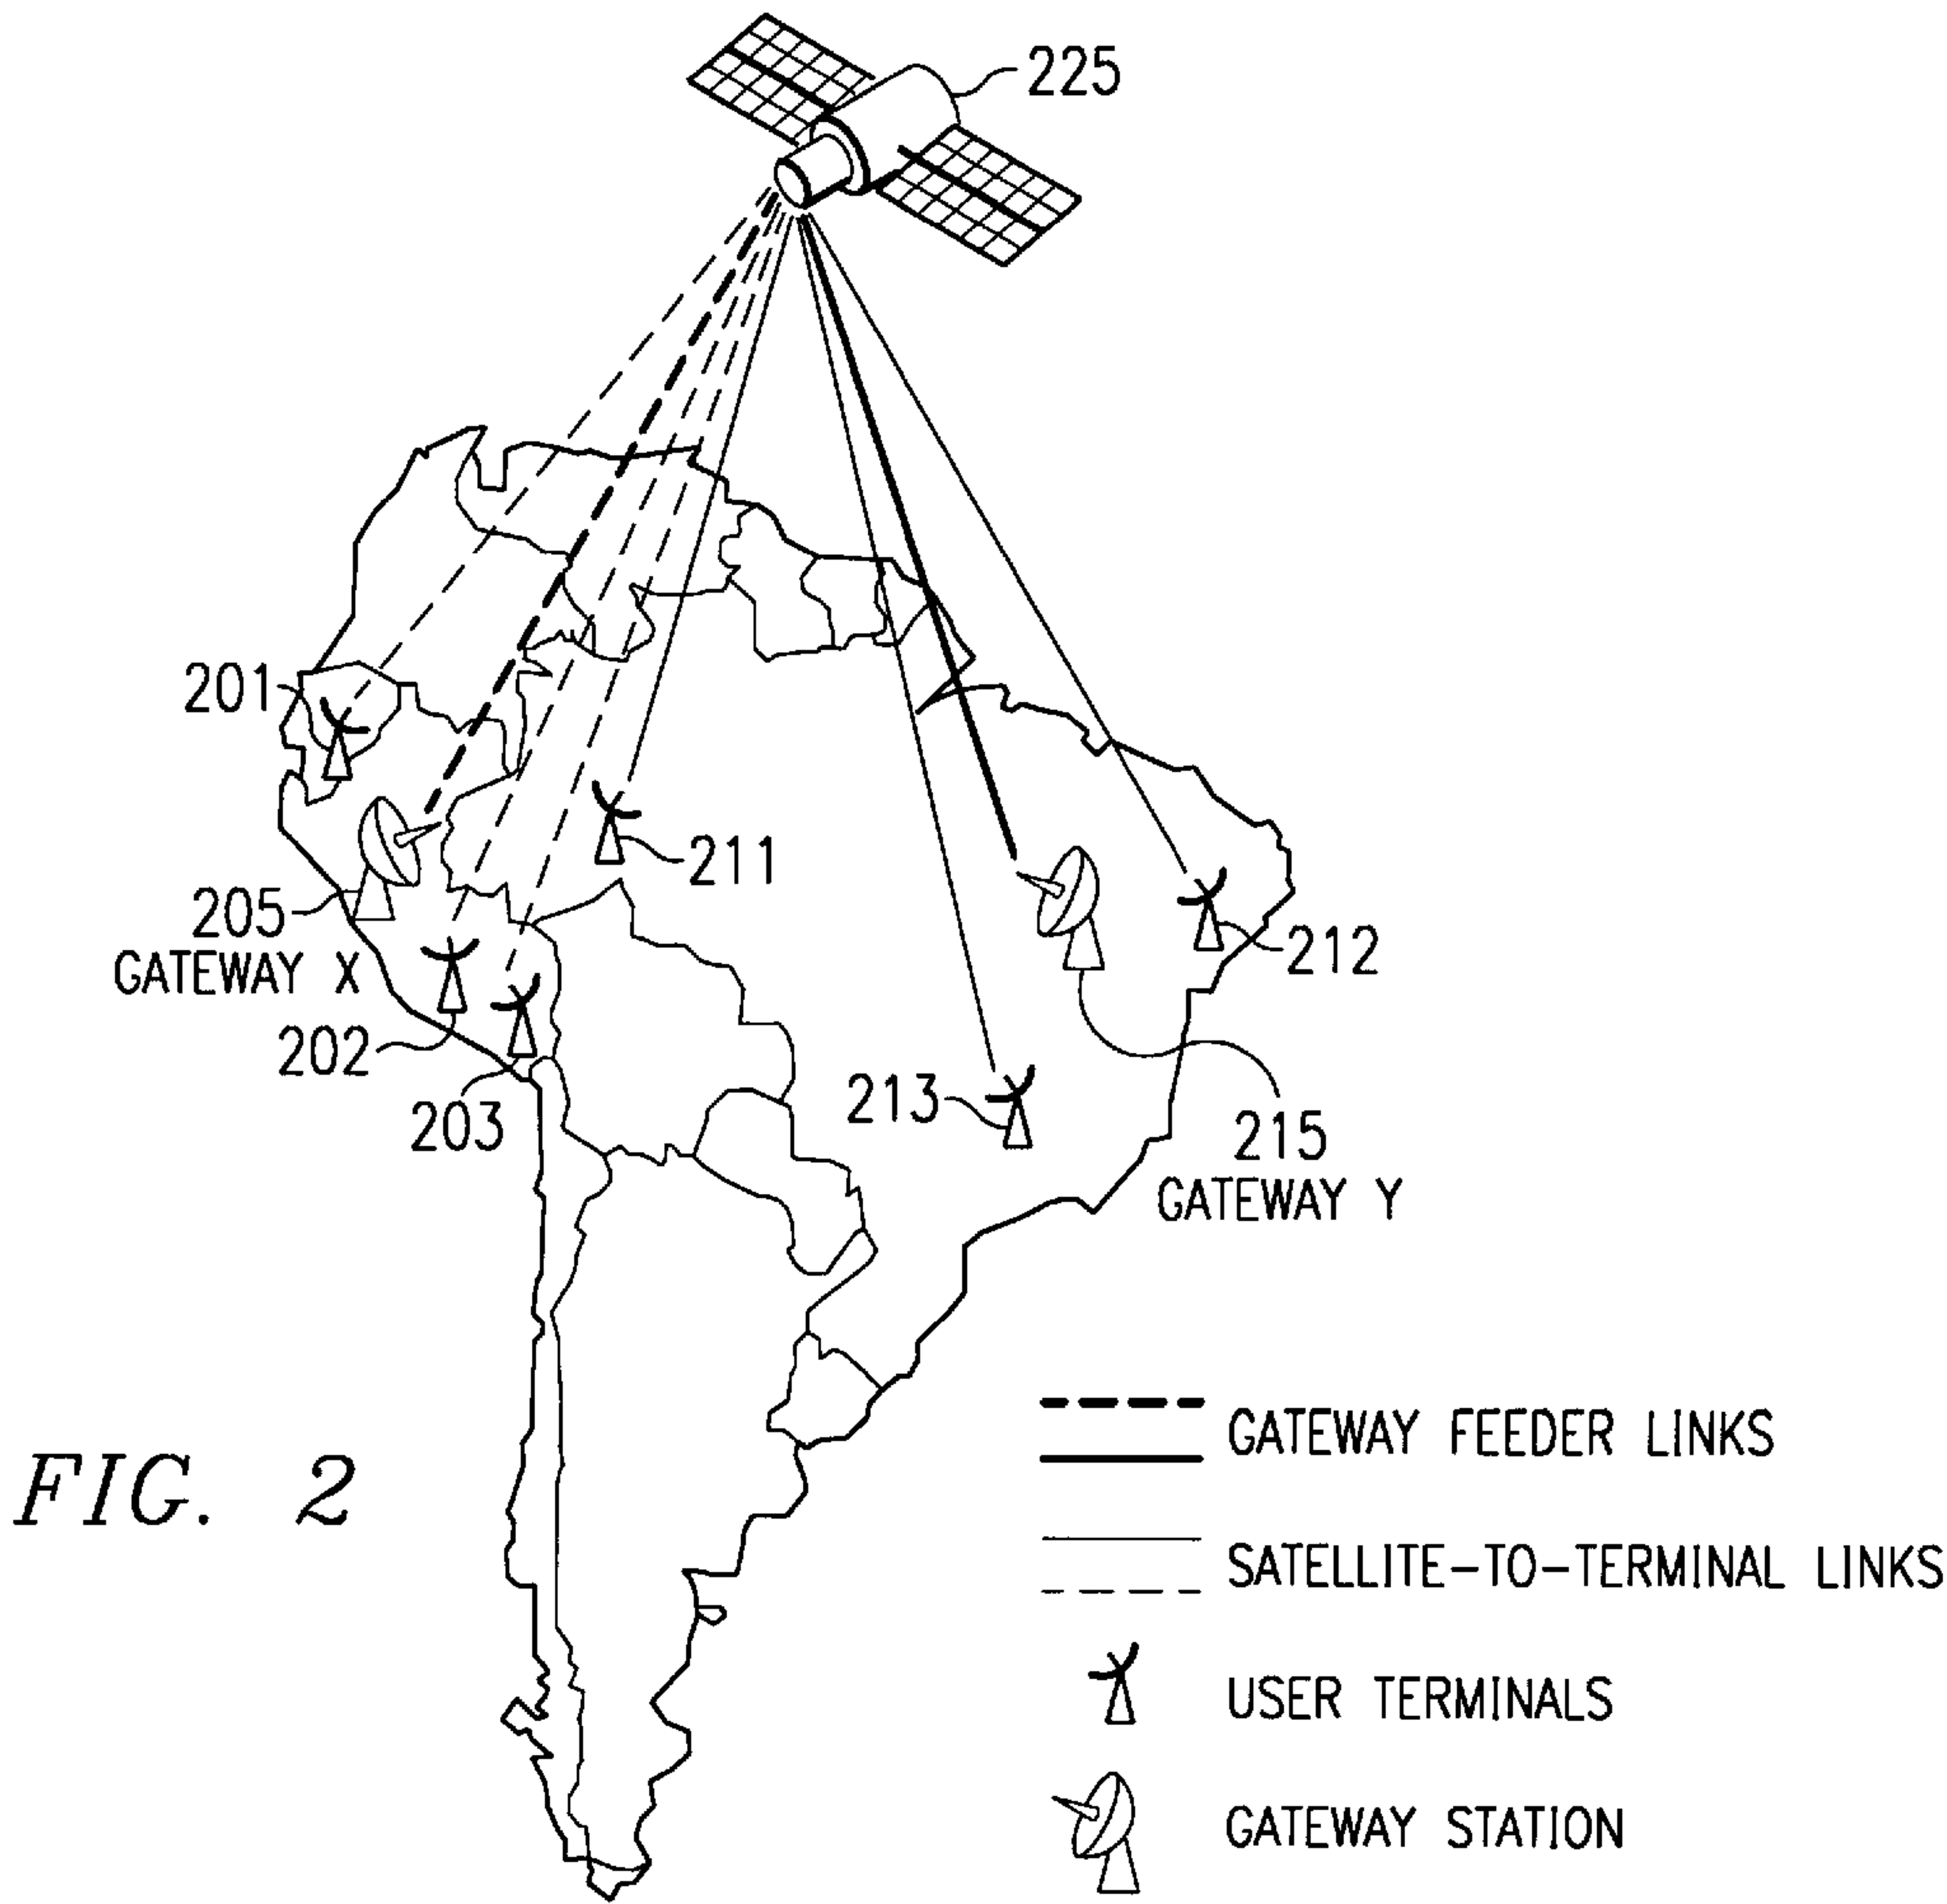 225
201
211
205
GATEWAY X
212
202
203
213
215
GATEWAY Y
GATEWAY FEEDER LINKS
FIG. 2
SATELLITE-TO-TERMINAL LINKS
USER TERMINALS
GATEWAY STATION